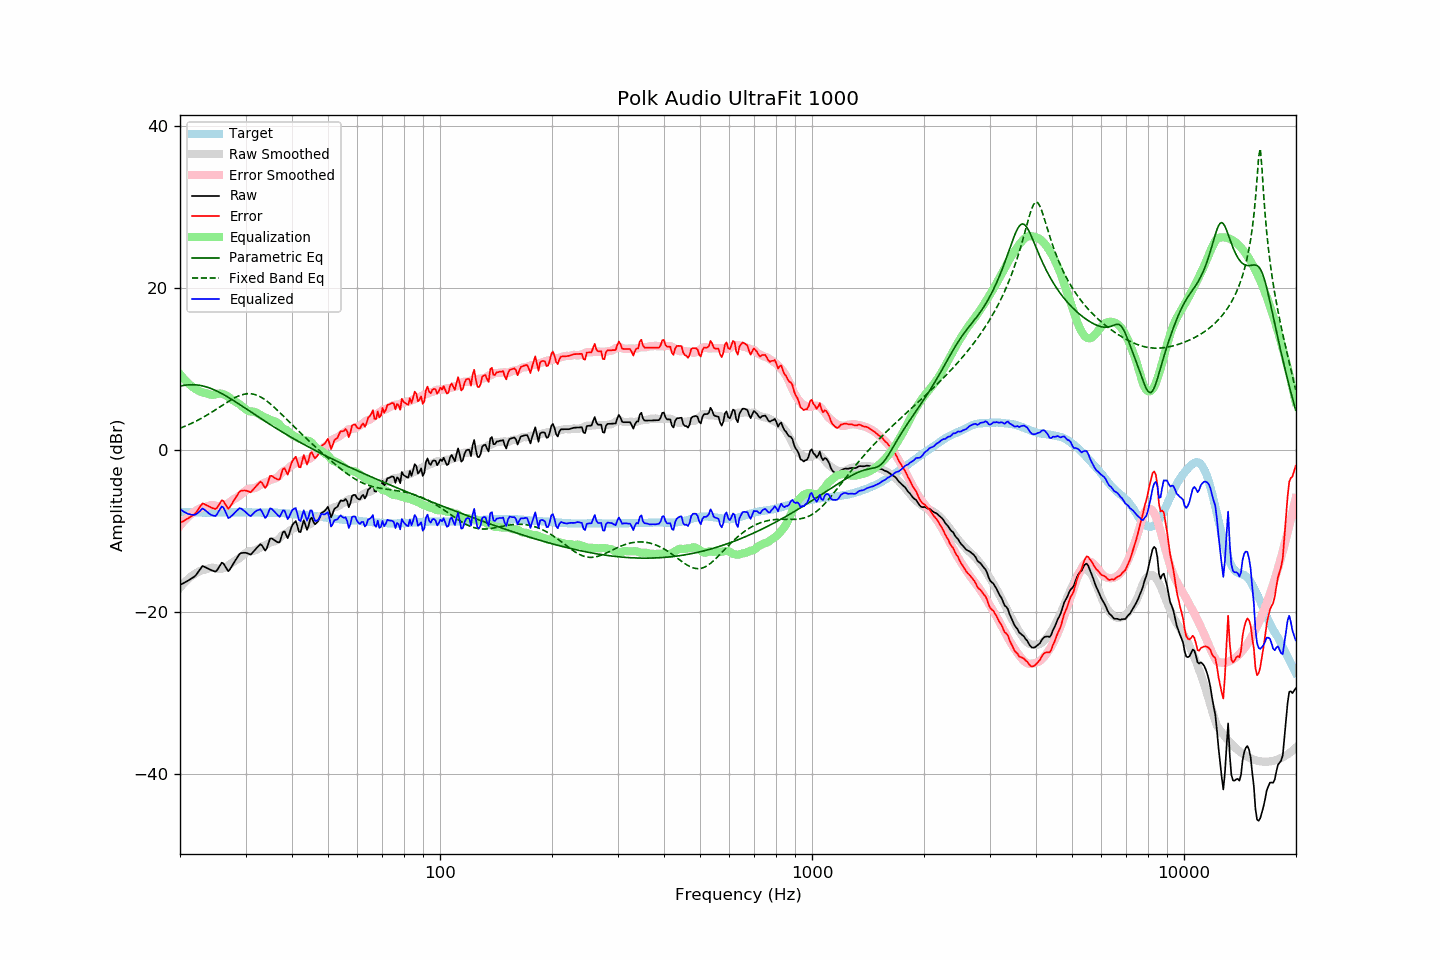 Polk Audio UltraFit 1000
Amplitude (dBr)
40
20
0
−20
−40
Target
Raw Smoothed
Error Smoothed
Raw
Error
Equalization
Parametric Eq
Fixed Band Eq
Equalized
100
1000
10000
Frequency (Hz)